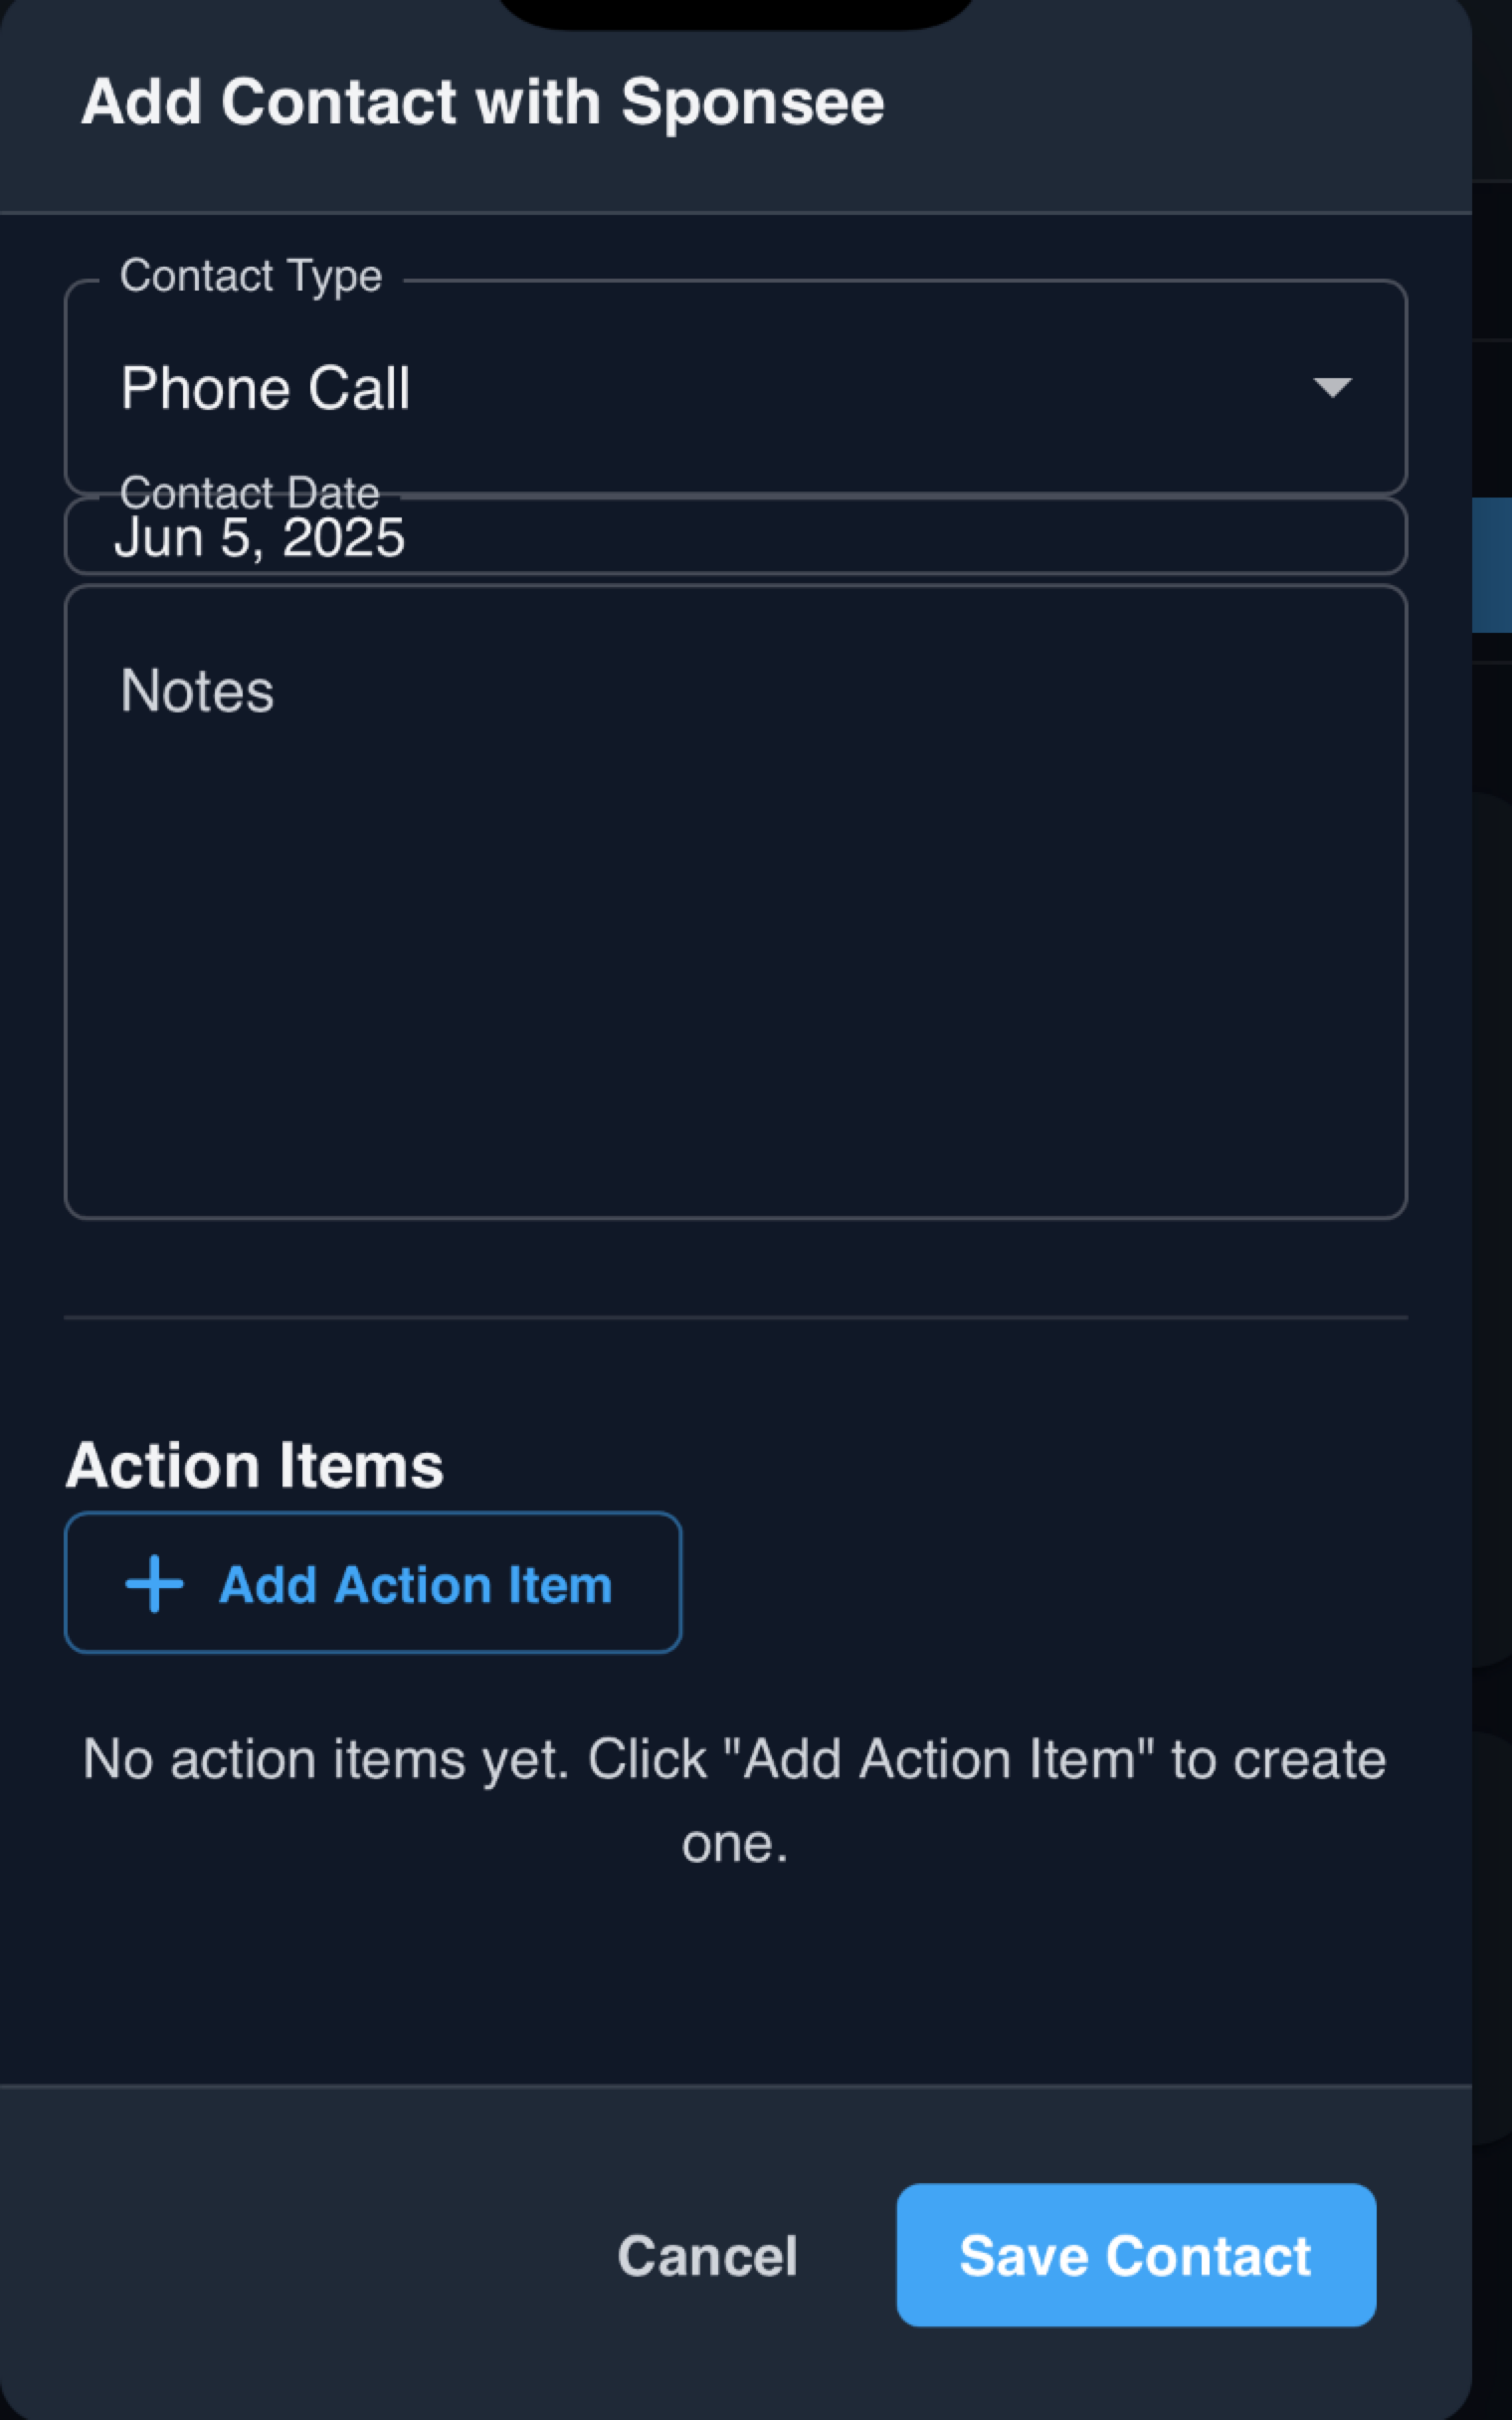 Add Contact with Sponsee
Contact Type
Phone Call
Contact Date
Jun 5, 2025
Notes
Action Items
Add Action Item
No action items yet. Click "Add Action Item" to create
one.
Cancel
Save Contact